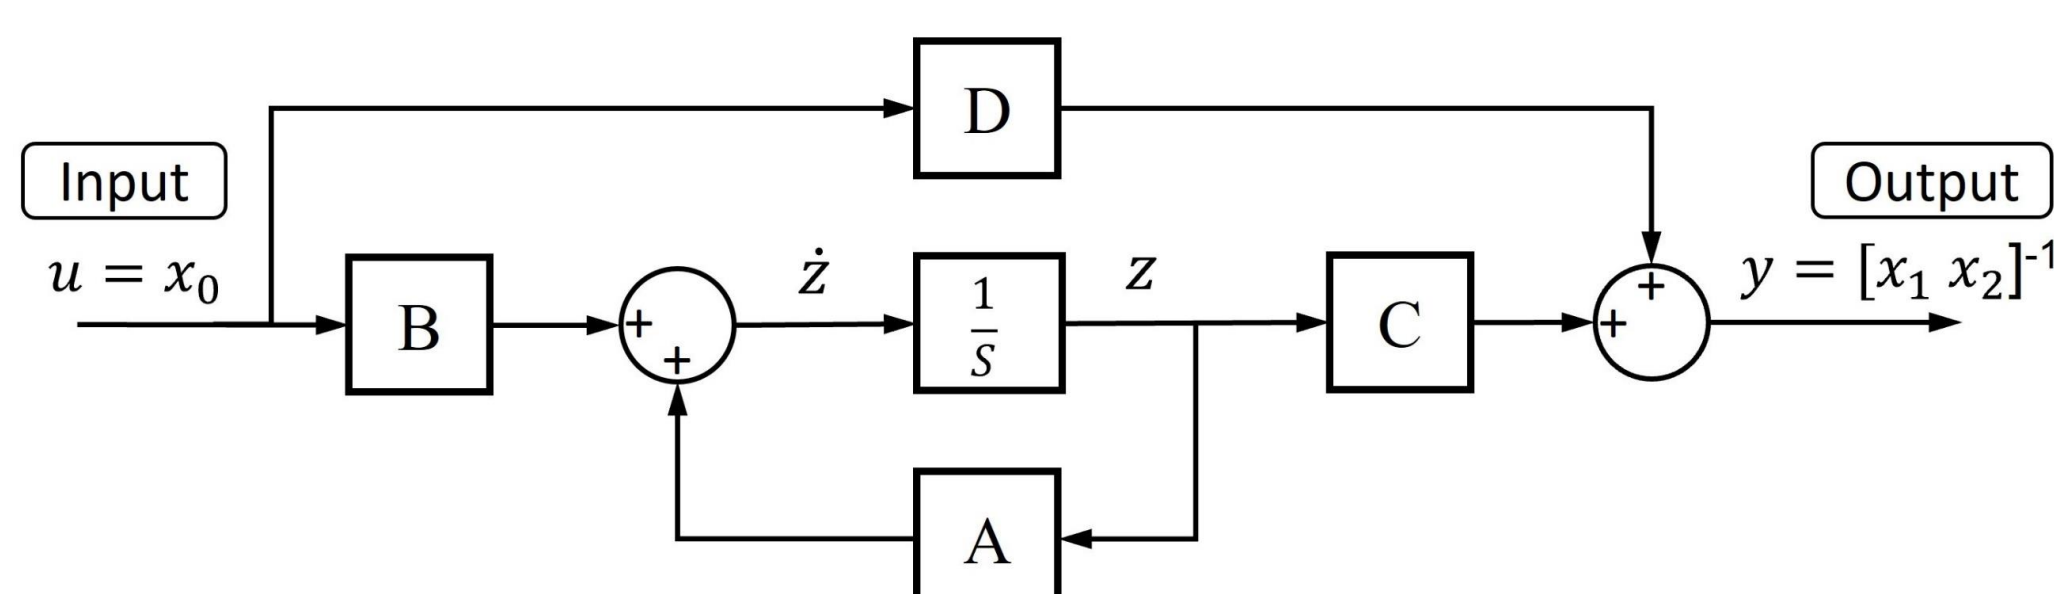 D
Input
Output
u = x₀
B
+
+
ż
1
S
z
C
+
+
y = [x₁ x₂]⁻¹
A